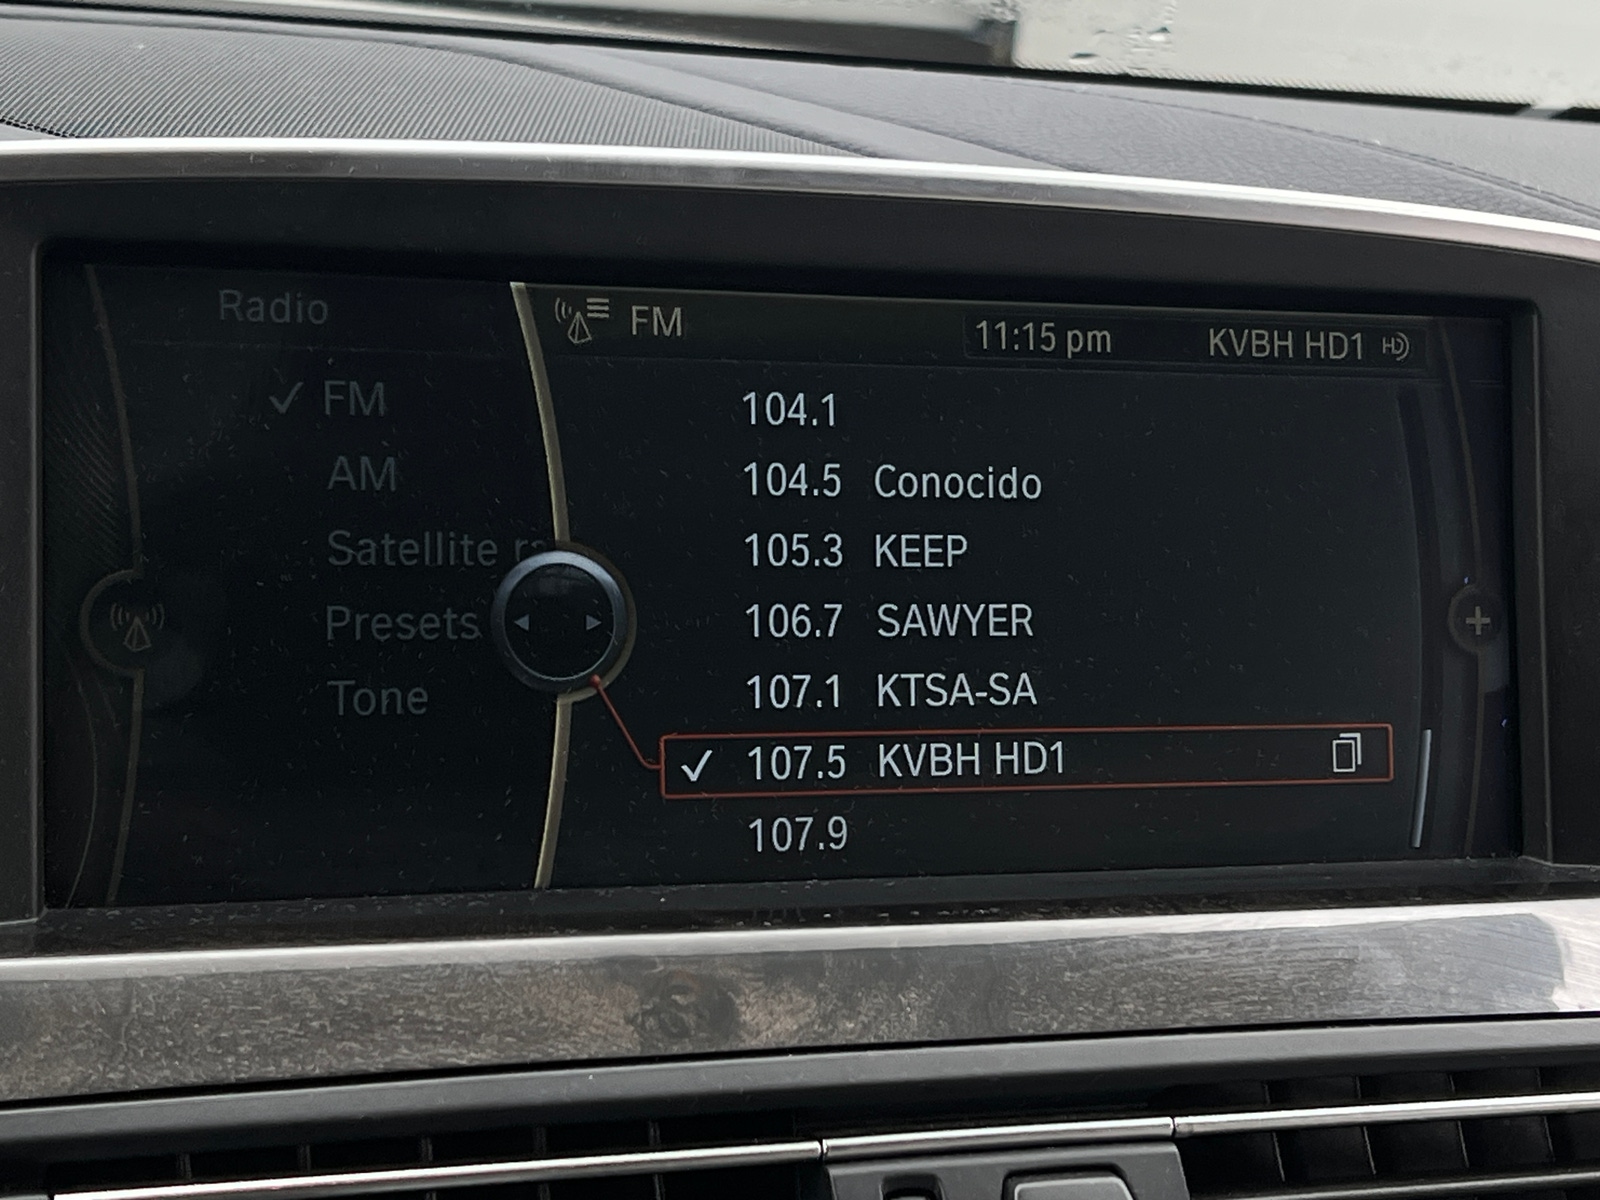 Radio
✓ FM
AM
Satellite
Presets
Tone
FM
11:15 pm
KVBH HD1 HD
104.1
104.5 Conocido
105.3 KEEP
106.7 SAWYER
107.1 KTSA-SA
✓ 107.5 KVBH HD1
107.9